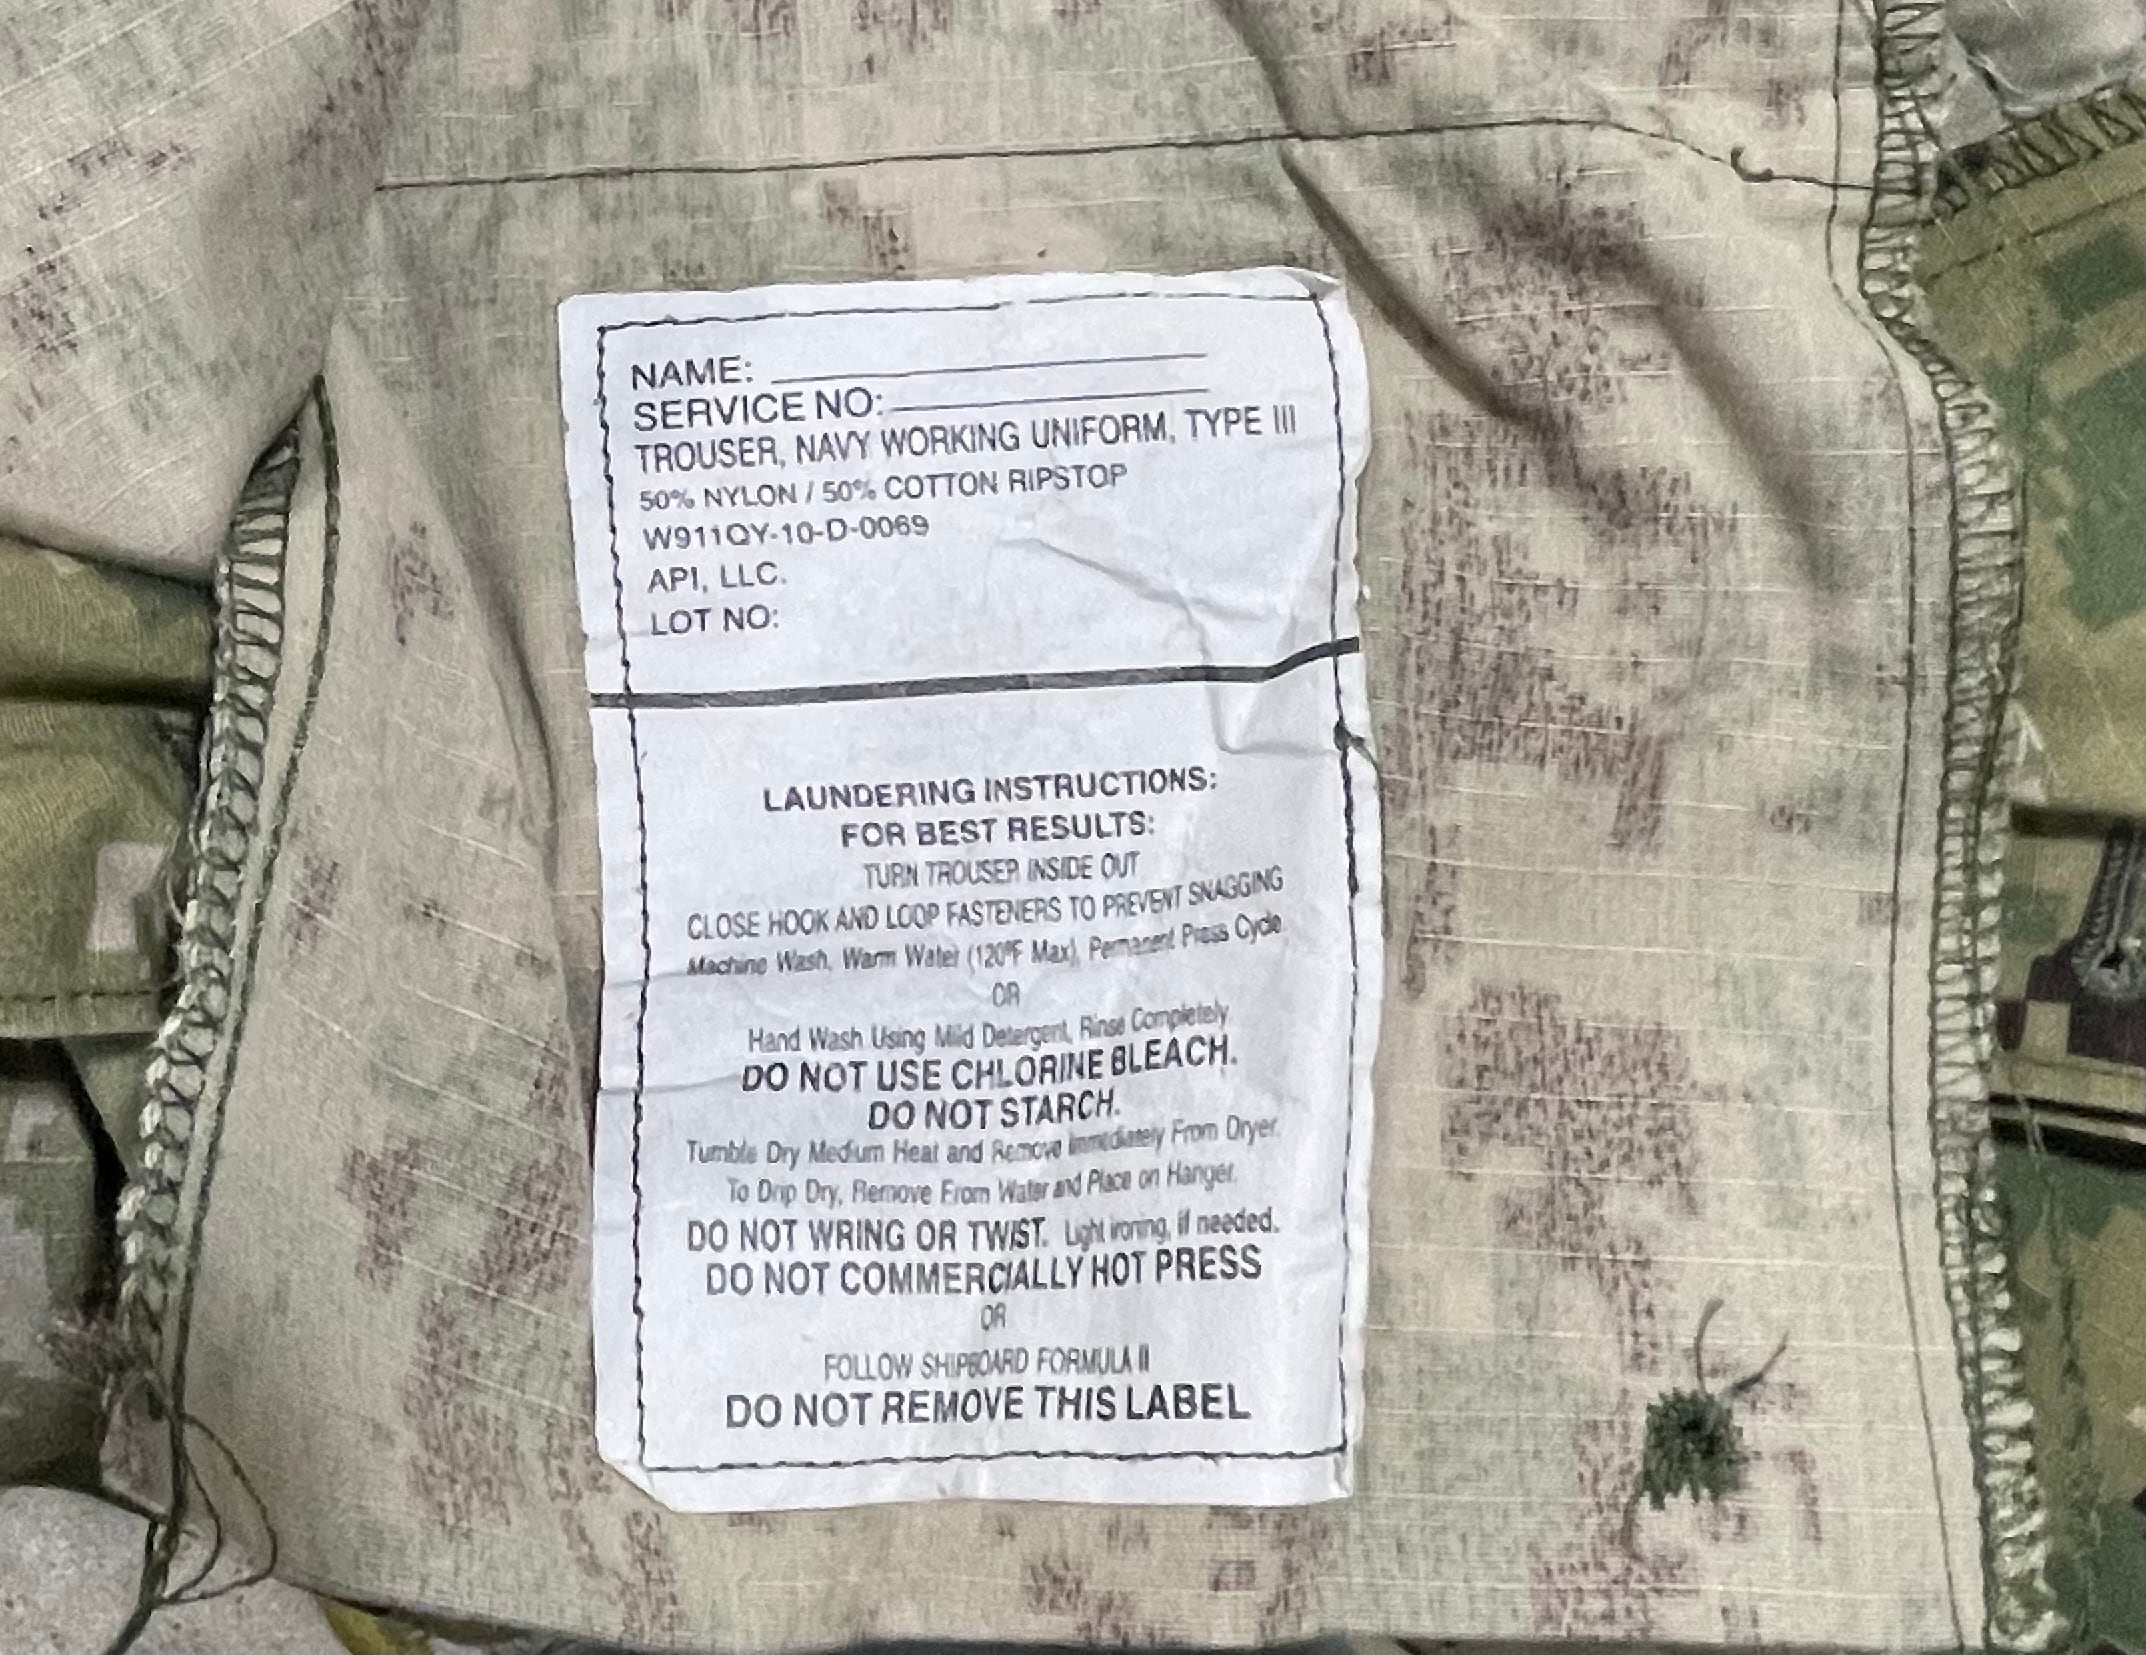 NAME:
SERVICE NO:
TROUSER, NAVY WORKING UNIFORM, TYPE III
50% NYLON / 50% COTTON RIPSTOP
W911QY-10-D-0069
API, LLC.
LOT NO:
LAUNDERING INSTRUCTIONS:
FOR BEST RESULTS:
TURN TROUSER INSIDE OUT
CLOSE HOOK AND LOOP FASTENERS TO PREVENT SNAGGING
Machine Wash, Warm Water (120°F Max), Permanent Press Cycle
OR
Hand Wash Using Mild Detergent, Rinse Completely
DO NOT USE CHLORINE BLEACH.
DO NOT STARCH.
Tumble Dry Medium Heat and Remove Immediately From Dryer.
To Drip Dry, Remove From Water and Place on Hanger.
DO NOT WRING OR TWIST. Light ironing, if needed.
DO NOT COMMERCIALLY HOT PRESS
OR
FOLLOW SHIPBOARD FORMULA II
DO NOT REMOVE THIS LABEL